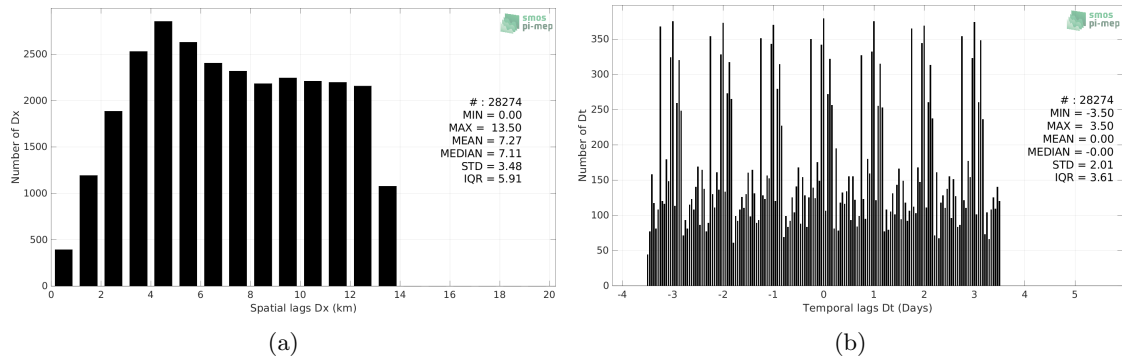 smos
pi-mep
2500
2000
1500
1000
500
0
Number of Dx
# : 28274
MIN = 0.00
MAX = 13.50
MEAN = 7.27
MEDIAN = 7.11
STD = 3.48
IQR = 5.91
0 2 4 6 8 10 12 14 16 18 20
Spatial lags Dx (km)
(a)
smos
pi-mep
350
300
250
200
150
100
50
0
Number of Dt
# : 28274
MIN = -3.50
MAX = 3.50
MEAN = 0.00
MEDIAN = -0.00
STD = 2.01
IQR = 3.61
-4 -3 -2 -1 0 1 2 3 4 5
Temporal lags Dt (Days)
(b)